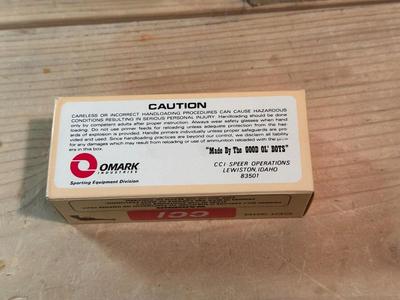 CAUTION
CARELESS OR INCORRECT HANDLOADING PROCEDURES CAN CAUSE HAZARDOUS
CONDITIONS RESULTING IN SERIOUS PERSONAL INJURY. Handloading should be done
only by competent adults after proper instruction. Always wear safety glasses when hand
loading. Do not use primer feeds for reloading unless adequate protection from the haz-
ards of explosion is provided. Handle primers individually unless proper safeguards are pro-
vided and used. Since handloading practices are beyond our control, we disclaim all liability
for any damages which may result from reloading or use of ammunition reloaded with the
ers in this box.
"Made By The GOOD OL' BOYS"
OMARK
INDUSTRIES
Sporting Equipment Division
CCI-SPEER OPERATIONS
LEWISTON, IDAHO
83501
CCI